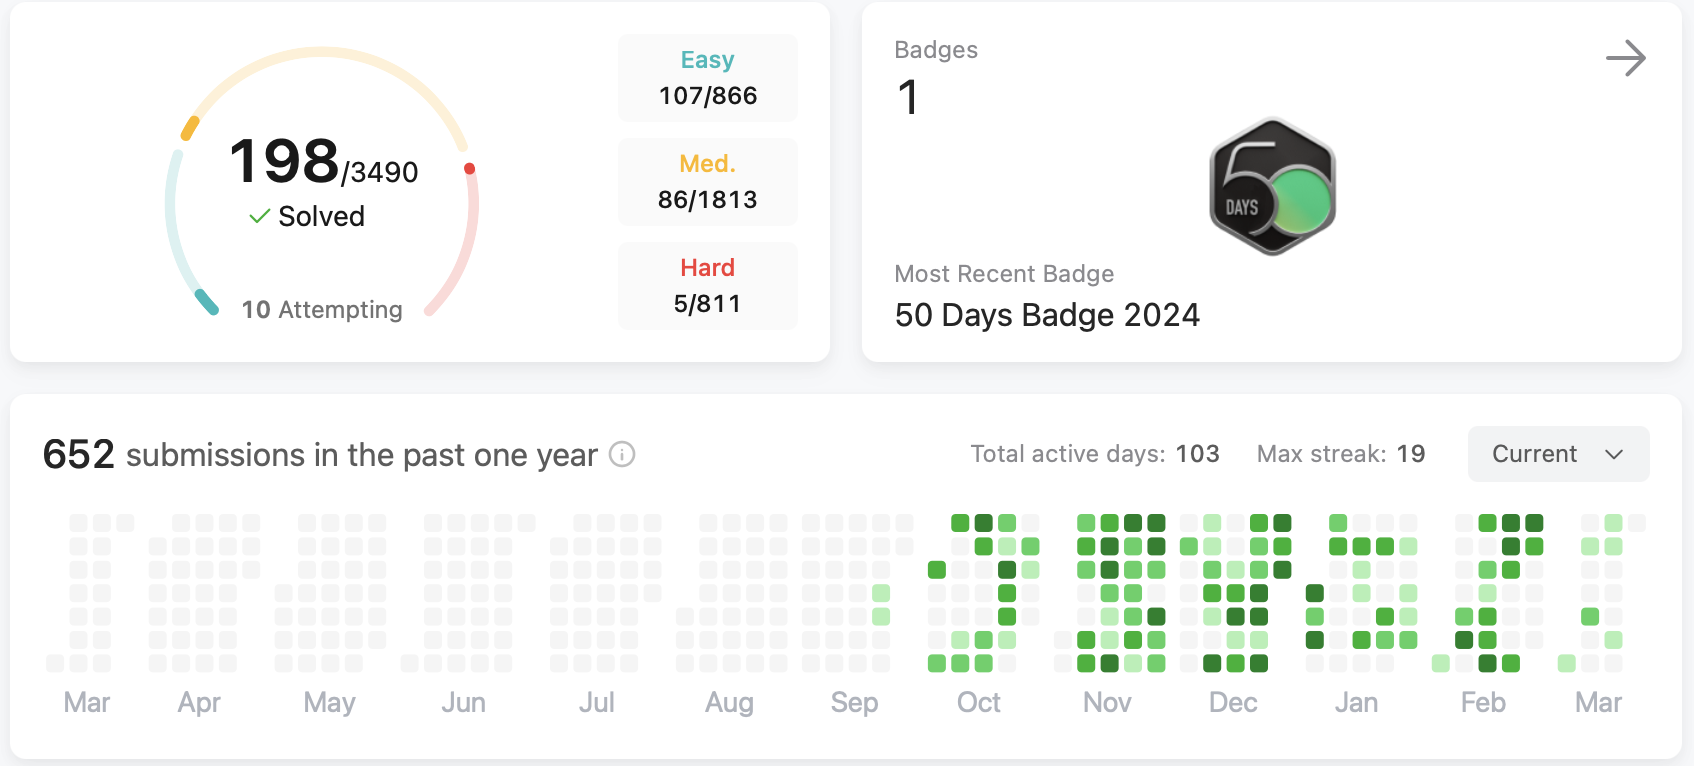 198/3490
Solved
10 Attempting
Easy
107/866
Med.
86/1813
Hard
5/811
Badges
1
50
DAYS
Most Recent Badge
50 Days Badge 2024
652 submissions in the past one year
Total active days: 103 Max streak: 19 Current
Mar Apr May Jun Jul Aug Sep Oct Nov Dec Jan Feb Mar